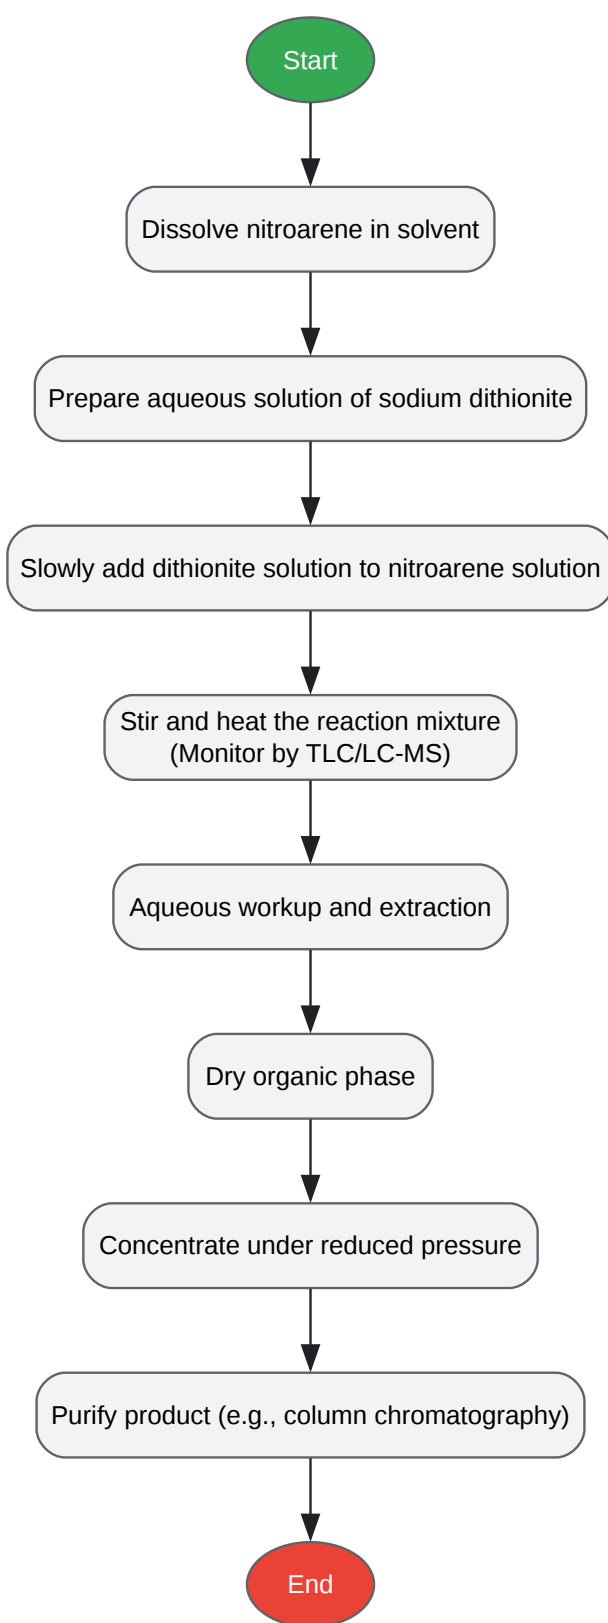 Start
Dissolve nitroarene in solvent
Prepare aqueous solution of sodium dithionite
Slowly add dithionite solution to nitroarene solution
Stir and heat the reaction mixture
(Monitor by TLC/LC-MS)
Aqueous workup and extraction
Dry organic phase
Concentrate under reduced pressure
Purify product (e.g., column chromatography)
End